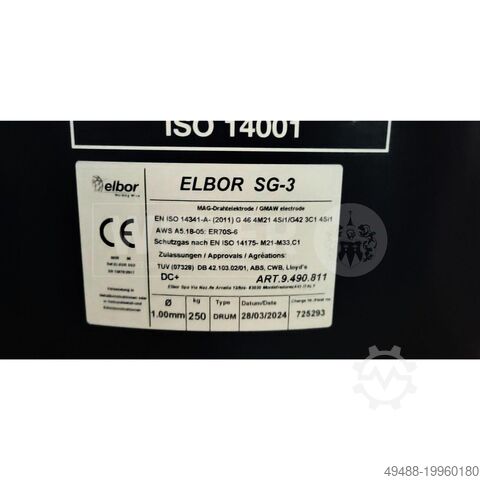 ISO 14001
elbor
ELBOR SG-3
MAG-Drahtelektrode / GMAW electrode
EN ISO 14341-A- (2011) G 46 4M21 4Si1/G42 3C1 4Si1
AWS A5.18-05: ER70S-6
Schutzgas nach EN ISO 14175- M21-M33,C1
Zulassungen / Approvals / Agréations:
TUV (07328) DB 42.103.02/01, ABS, CWB, Lloyd's
DC+ ART.9.490.811
Ø kg Type Datum/Date
1.00mm 250 DRUM 28/03/2024 725293
49488-19960180